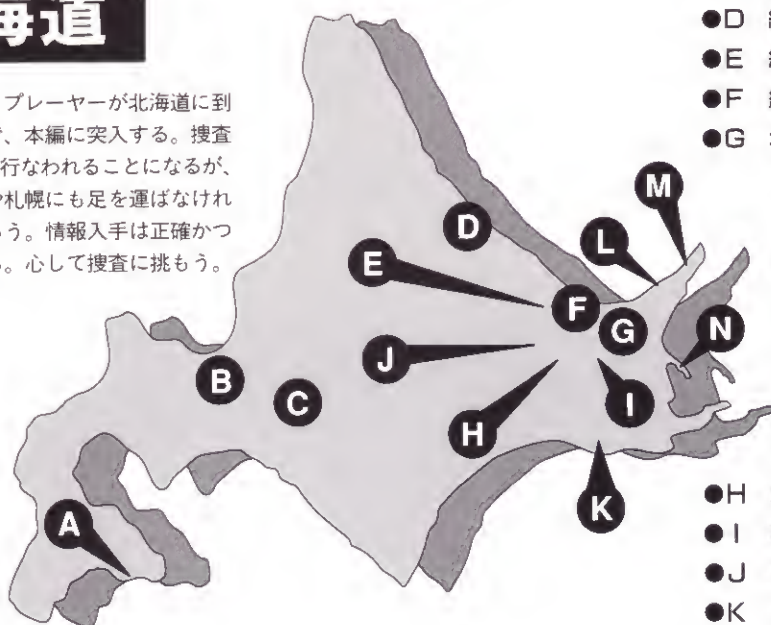 海道
プレーヤーが北海道に到
、本編に突入する。捜査
行なわれることになるが、
や札幌にも足を運ばなけれ
う。情報入手は正確かつ
。心して捜査に挑もう。
●D
●E
●F
●G
M
L
D
E
F
G
N
J
B
C
I
H
K
A
●H
●I
●J
●K